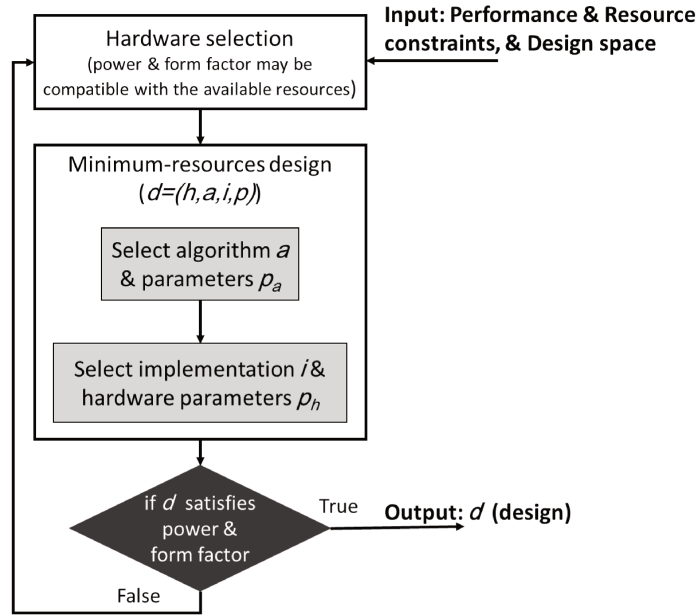 Input: Performance & Resource
constraints, & Design space
Hardware selection
(power & form factor may be
compatible with the available resources)
Minimum-resources design
(d=(h,a,i,p))
Select algorithm a
& parameters pa
Select implementation i &
hardware parameters ph
if d satisfies
power &
form factor
True
Output: d (design)
False